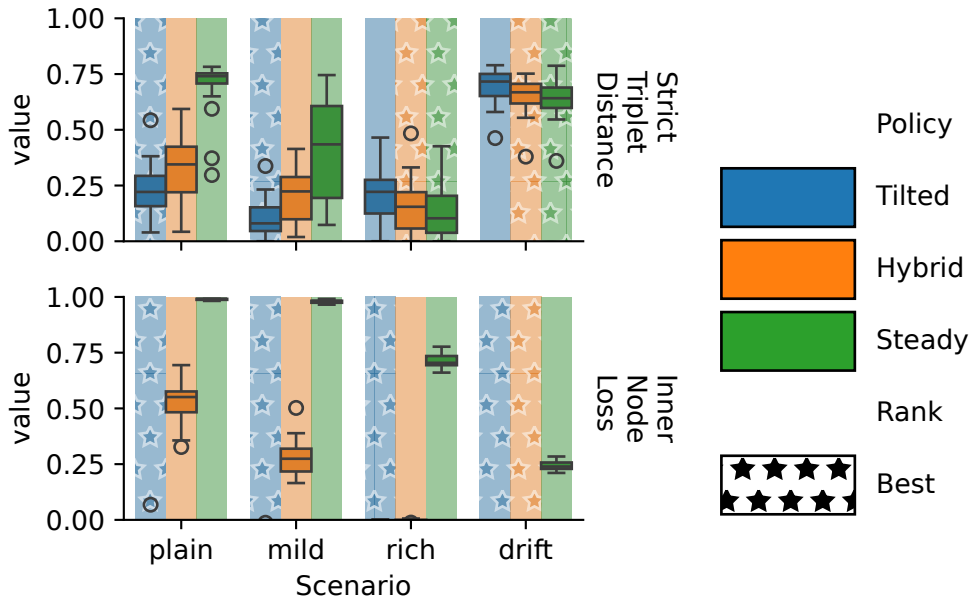 1.00
0.75
0.50
0.25
0.00
value
Strict
Triplet
Distance
1.00
0.75
0.50
0.25
0.00
value
Inner
Node
Loss
plain mild rich drift
Scenario
Policy
Tilted
Hybrid
Steady
Rank
Best